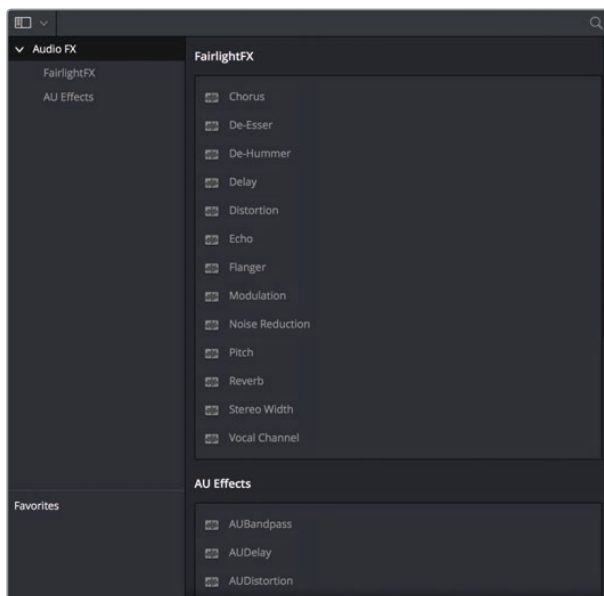 Audio FX
FairlightFX
AU Effects
Favorites
FairlightFX
Chorus
De-Esser
De-Hummer
Delay
Distortion
Echo
Flanger
Modulation
Noise Reduction
Pitch
Reverb
Stereo Width
Vocal Channel
AU Effects
AUBandpass
AUDelay
AUDistortion